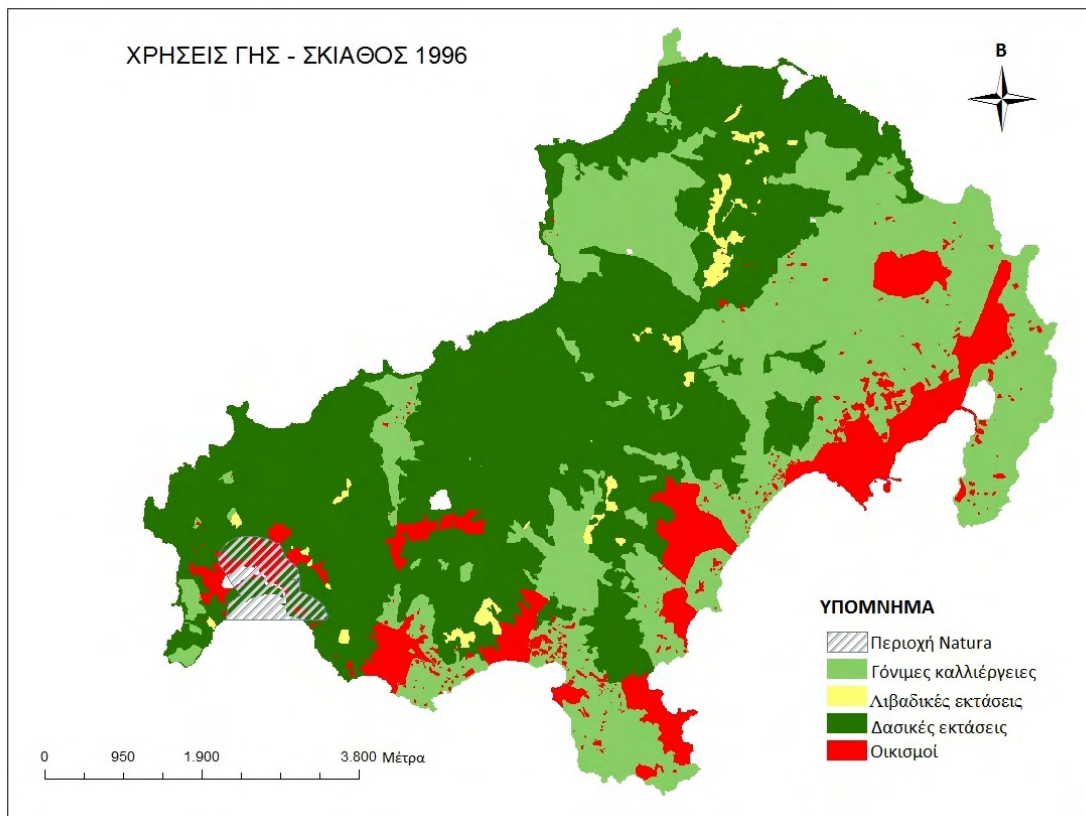 ΧΡΗΣΕΙΣ ΓΗΣ - ΣΚΙΑΘΟΣ 1996
Β
ΥΠΟΜΝΗΜΑ
Περιοχή Natura
Γόνιμες καλλιέργειες
Λιβαδικές εκτάσεις
Δασικές εκτάσεις
Οικισμοί
0 950 1.900 3.800 Μέτρα